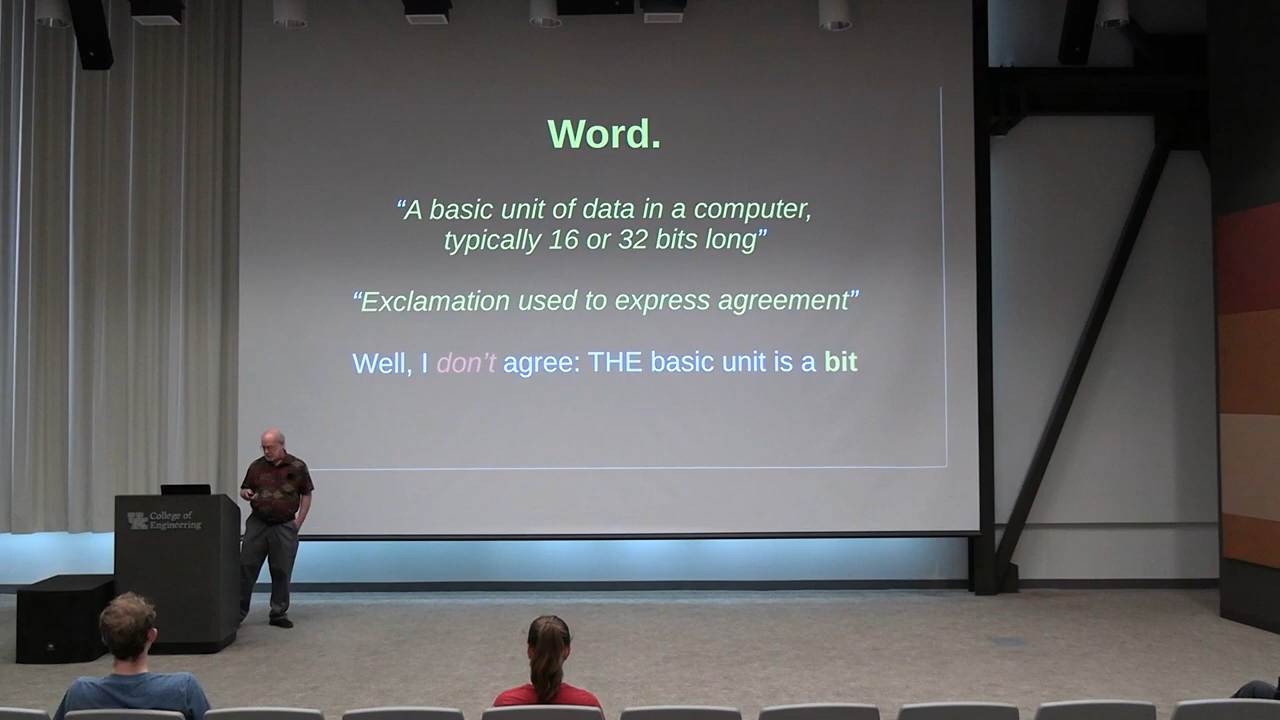 Word.
“A basic unit of data in a computer,
typically 16 or 32 bits long”
“Exclamation used to express agreement”
Well, I don’t agree: THE basic unit is a bit
UK College of
Engineering